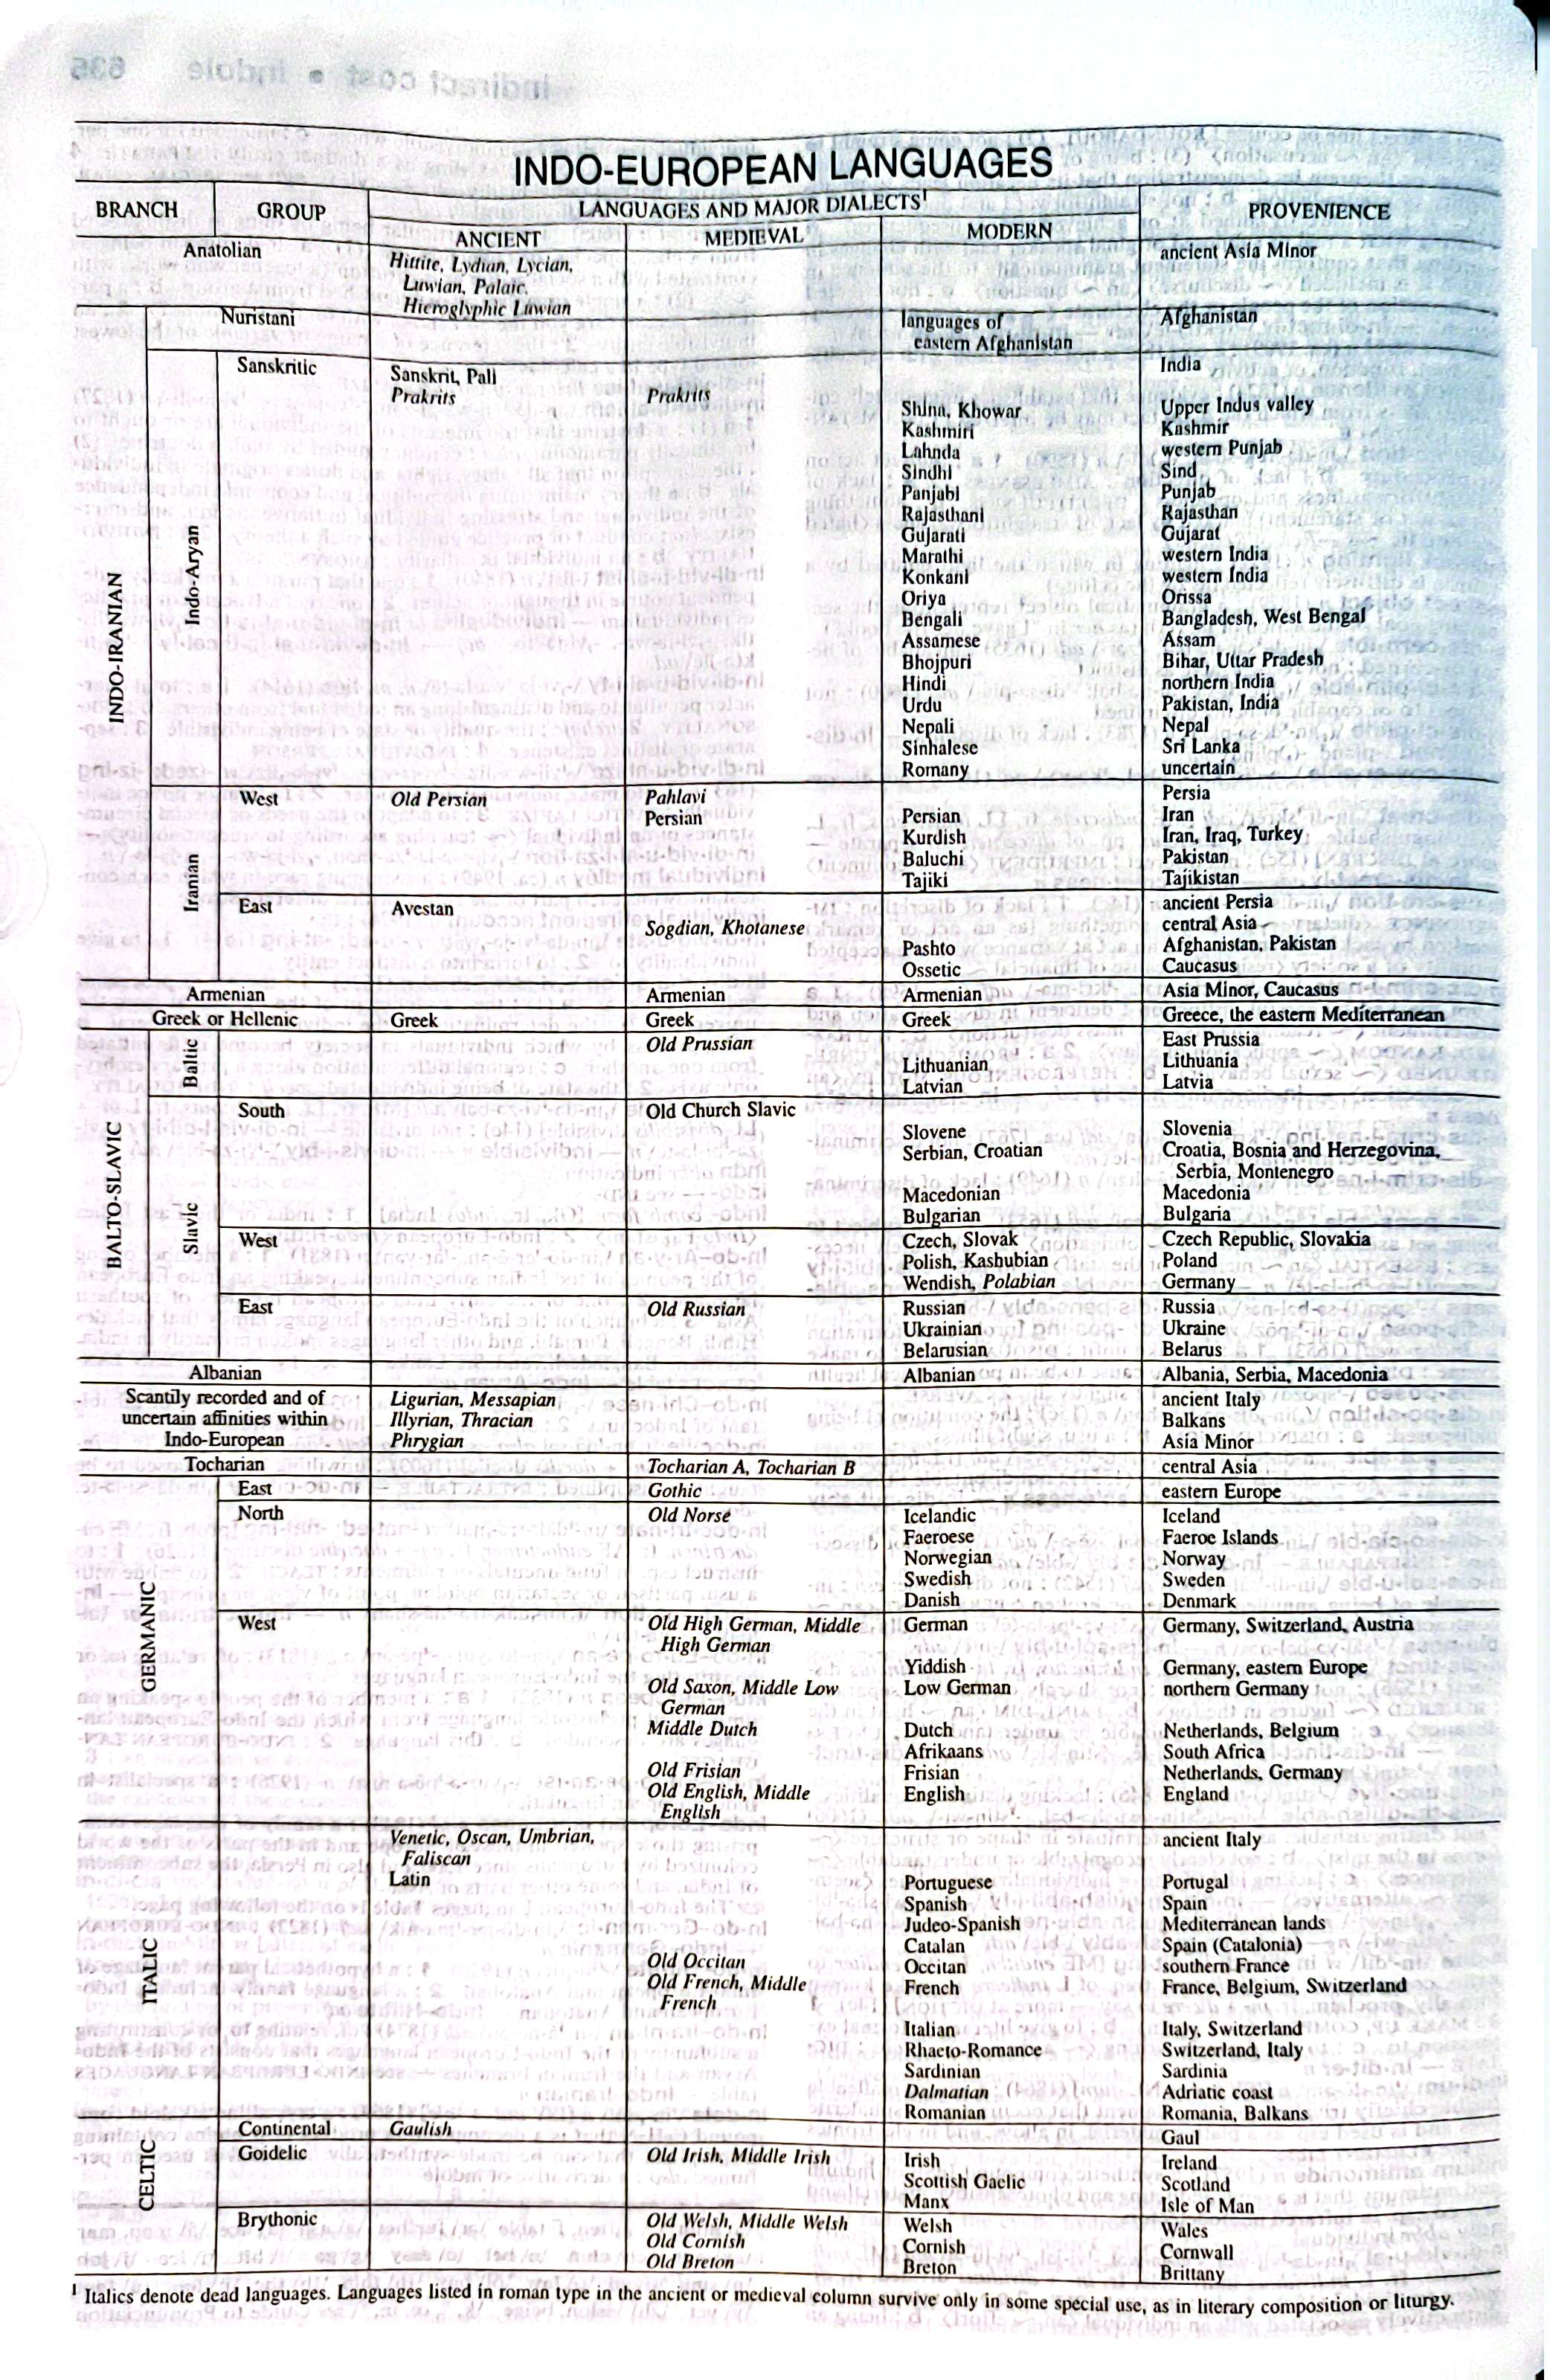 INDO-EUROPEAN LANGUAGES
BRANCH GROUP LANGUAGES AND MAJOR DIALECTS¹ PROVENIENCE
ANCIENT MEDIEVAL MODERN
Anatolian Hittite, Lydian, Lycian, ancient Asia Minor
Luwian, Palaic,
Hieroglyphic Luwian
INDO-IRANIAN
Nuristani languages of Afghanistan
eastern Afghanistan
Indo-Aryan
Sanskritic Sanskrit, Pali India
Prakrits Prakrits
Shina, Khowar Upper Indus valley
Kashmiri Kashmir
Lahnda western Punjab
Sindhi Sind
Panjabi Punjab
Rajasthani Rajasthan
Gujarati Gujarat
Marathi western India
Konkani western India
Oriya Orissa
Bengali Bangladesh, West Bengal
Assamese Assam
Bhojpuri Bihar, Uttar Pradesh
Hindi northern India
Urdu Pakistan, India
Nepali Nepal
Sinhalese Sri Lanka
Romany uncertain
Iranian
West Old Persian Pahlavi Persia
Persian Persian Iran
Kurdish Iran, Iraq, Turkey
Baluchi Pakistan
Tajiki Tajikistan
East Avestan ancient Persia
Sogdian, Khotanese central Asia
Pashto Afghanistan, Pakistan
Ossetic Caucasus
Armenian Armenian Armenian Asia Minor, Caucasus
Greek or Hellenic Greek Greek Greek Greece, the eastern Mediterranean
BALTO-SLAVIC
Baltic
Old Prussian East Prussia
Lithuanian Lithuania
Latvian Latvia
Slavic
South Old Church Slavic
Slovene Slovenia
Serbian, Croatian Croatia, Bosnia and Herzegovina,
Serbia, Montenegro
Macedonian Macedonia
Bulgarian Bulgaria
West Czech, Slovak Czech Republic, Slovakia
Polish, Kashubian Poland
Wendish, Polabian Germany
East Old Russian Russian Russia
Ukrainian Ukraine
Belarusian Belarus
Albanian Albanian Albania, Serbia, Macedonia
Scantily recorded and of Ligurian, Messapian ancient Italy
uncertain affinities within Illyrian, Thracian Balkans
Indo-European Phrygian Asia Minor
Tocharian Tocharian A, Tocharian B central Asia
GERMANIC
East Gothic eastern Europe
North Old Norse Icelandic Iceland
Faeroese Faeroe Islands
Norwegian Norway
Swedish Sweden
Danish Denmark
West Old High German, Middle German Germany, Switzerland, Austria
High German
Yiddish Germany, eastern Europe
Old Saxon, Middle Low Low German northern Germany
German
Middle Dutch Dutch Netherlands, Belgium
Afrikaans South Africa
Old Frisian Frisian Netherlands, Germany
Old English, Middle English England
English
ITALIC
Venetic, Oscan, Umbrian, ancient Italy
Faliscan
Latin Portuguese Portugal
Spanish Spain
Judeo-Spanish Mediterranean lands
Catalan Spain (Catalonia)
Old Occitan Occitan southern France
Old French, Middle French France, Belgium, Switzerland
French
Italian Italy, Switzerland
Rhaeto-Romance Switzerland, Italy
Sardinian Sardinia
Dalmatian Adriatic coast
Romanian Romania, Balkans
CELTIC
Continental Gaulish Gaul
Goidelic Old Irish, Middle Irish Irish Ireland
Scottish Gaelic Scotland
Manx Isle of Man
Brythonic Old Welsh, Middle Welsh Welsh Wales
Old Cornish Cornish Cornwall
Old Breton Breton Brittany
¹ Italics denote dead languages. Languages listed in roman type in the ancient or medieval column survive only in some special use, as in literary composition or liturgy.